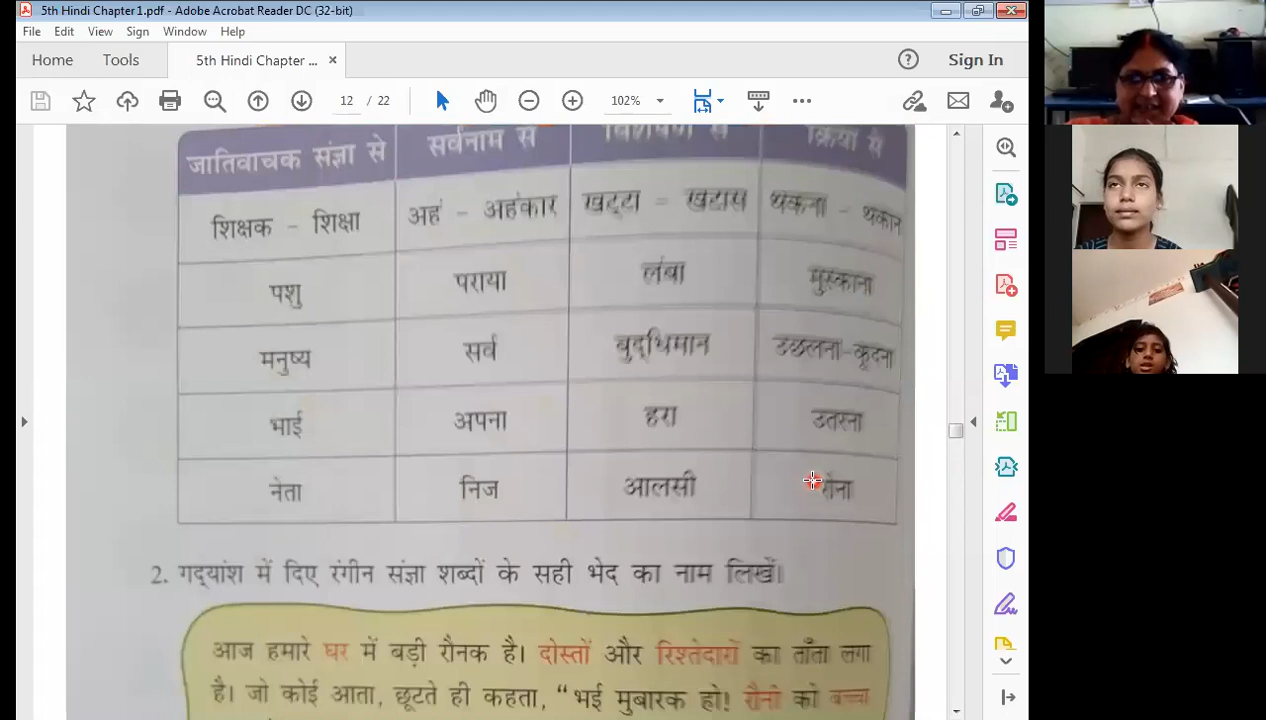 5th Hindi Chapter1.pdf - Adobe Acrobat Reader DC (32-bit)
File Edit View Sign Window Help
Home Tools 5th Hindi Chapter ... × Sign In
12 / 22 102%
जातिवाचक संज्ञा से सर्वनाम से विशेषण से क्रिया से
शिक्षक - शिक्षा अहं - अहंकार खट्टा - खटास थकना - थकान
पशु पराया लंबा मुस्काना
मनुष्य सर्व बुद्धिमान उछलना-कूदना
भाई अपना हरा उतरना
नेता निज आलसी रोना
2. गद्यांश में दिए रंगीन संज्ञा शब्दों के सही भेद का नाम लिखें।
आज हमारे घर में बड़ी रौनक है। दोस्तों और रिश्तेदारों का ताँता लगा
है। जो कोई आता, छूटते ही कहता, "भई मुबारक हो! रौनी को बच्चा